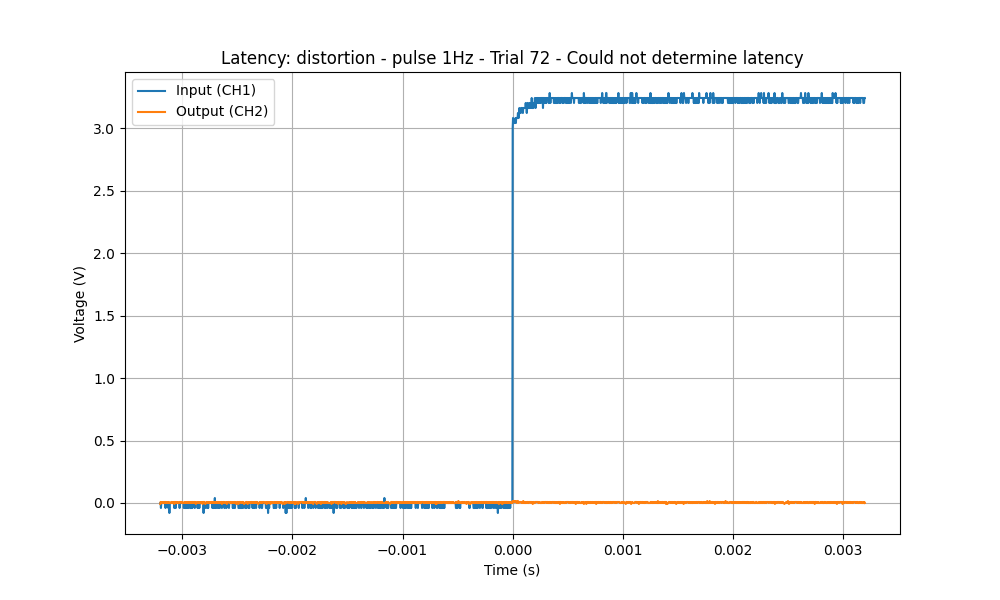 Latency: distortion - pulse 1Hz - Trial 72 - Could not determine latency
Input (CH1)
Output (CH2)
Voltage (V)
3.0
2.5
2.0
1.5
1.0
0.5
0.0
−0.003
−0.002
−0.001
0.000
0.001
0.002
0.003
Time (s)